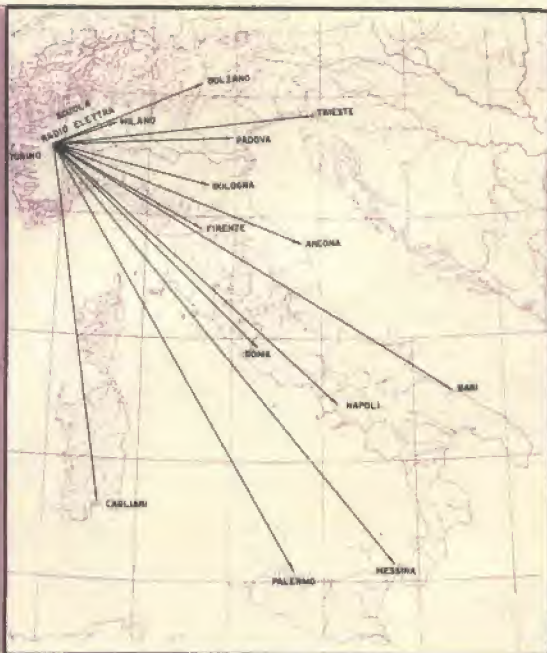 BOLZANO
SCUOLA
RADIO ELETTRA
TRIESTE
MILANO
PADOVA
TORINO
BOLOGNA
FIRENZE
ANCONA
ROMA
BARI
NAPOLI
CAGLIARI
PALERMO
MESSINA